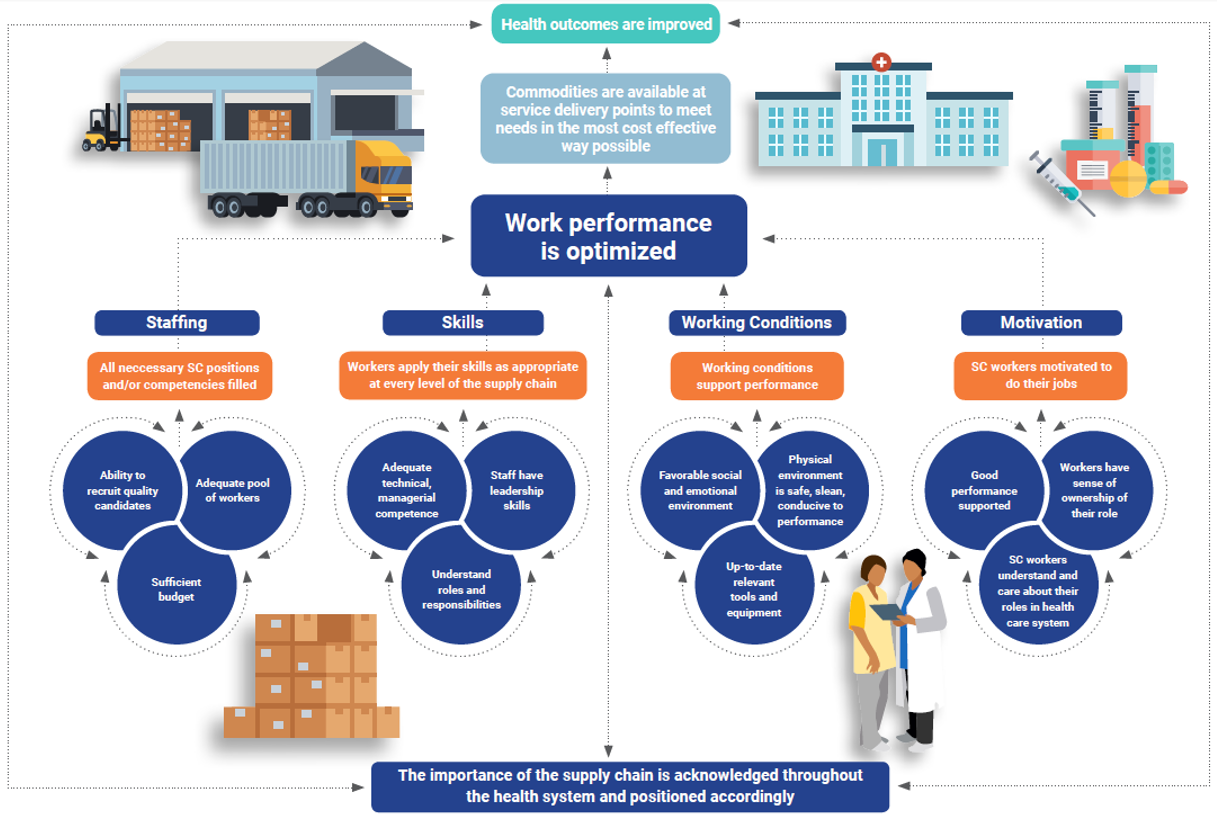 Health outcomes are improved
Commodities are available at
service delivery points to meet
needs in the most cost effective
way possible
Work performance
is optimized
Staffing
All neccessary SC positions
and/or competencies filled
Ability to
recruit quality
candidates
Adequate pool
of workers
Sufficient
budget
Skills
Workers apply their skills as appropriate
at every level of the supply chain
Adequate
technical,
managerial
competence
Staff have
leadership
skills
Understand
roles and
responsibilities
Working Conditions
Working conditions
support performance
Favorable social
and emotional
environment
Physical
environment
is safe, slean,
conducive to
performance
Up-to-date
relevant
tools and
equipment
Motivation
SC workers motivated to
do their jobs
Good
performance
supported
Workers have
sense of
ownership of
their role
SC workers
understand and
care about their
roles in health
care system
The importance of the supply chain is acknowledged throughout
the health system and positioned accordingly